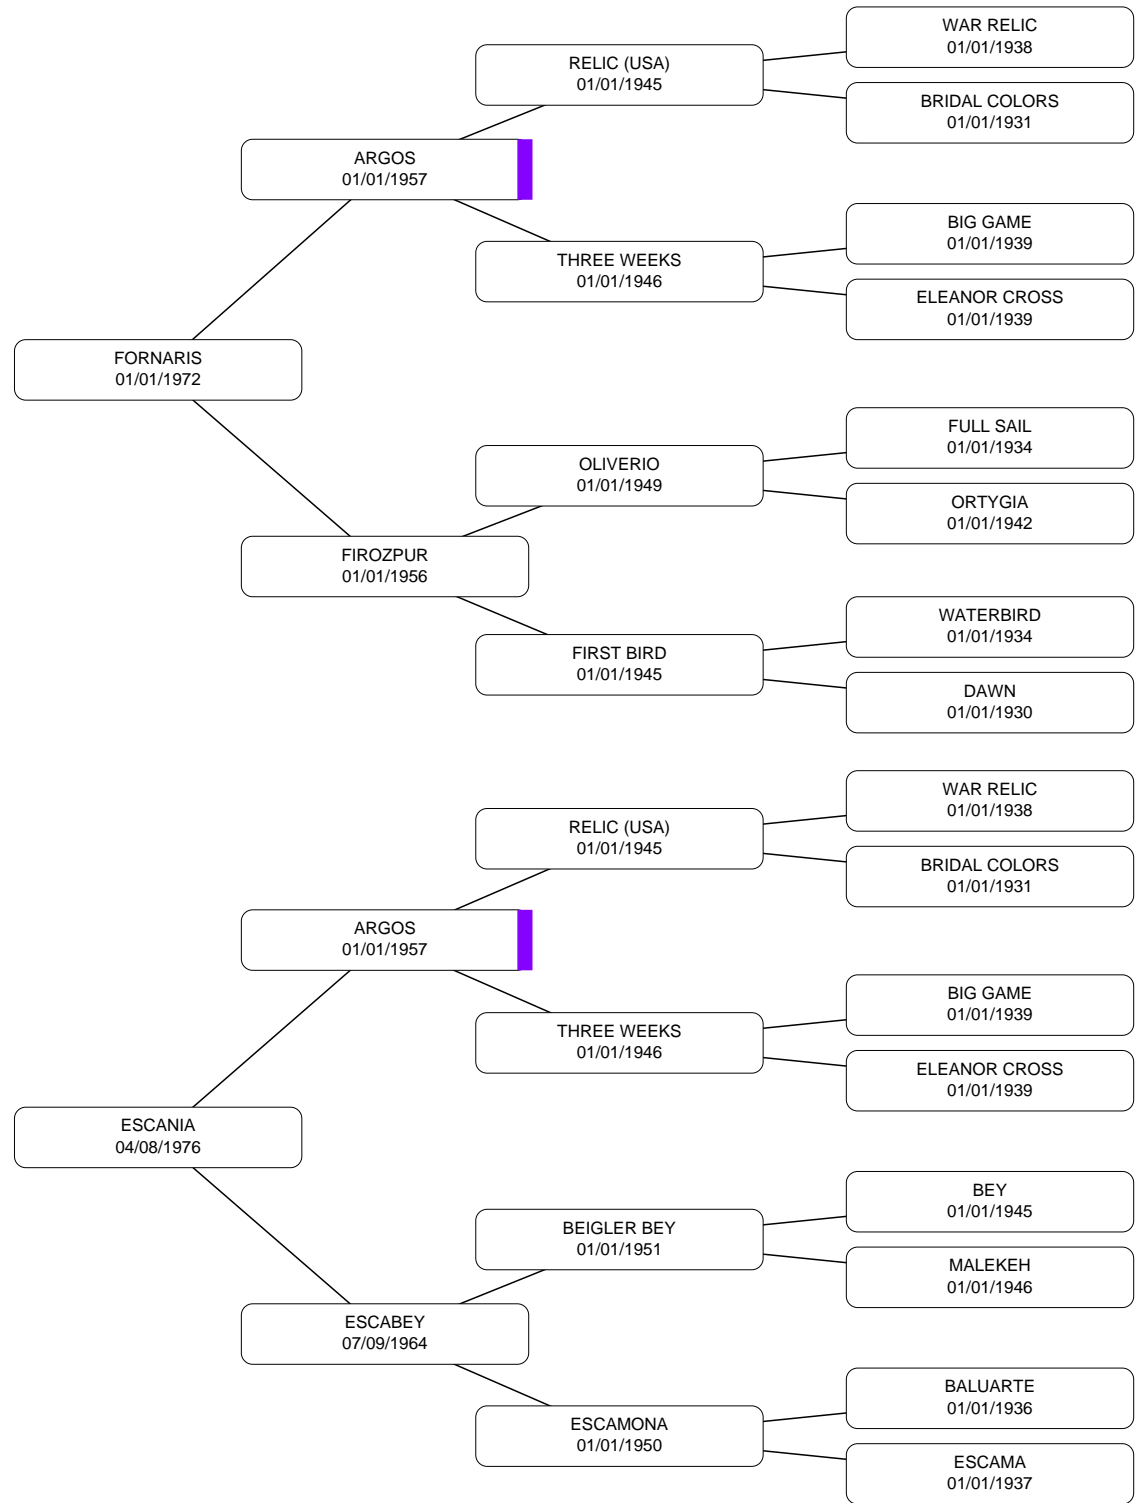 WAR RELIC
01/01/1938
RELIC (USA)
01/01/1945
BRIDAL COLORS
01/01/1931
ARGOS
01/01/1957
BIG GAME
01/01/1939
THREE WEEKS
01/01/1946
ELEANOR CROSS
01/01/1939
FORNARIS
01/01/1972
FULL SAIL
01/01/1934
OLIVERIO
01/01/1949
ORTYGIA
01/01/1942
FIROZPUR
01/01/1956
WATERBIRD
01/01/1934
FIRST BIRD
01/01/1945
DAWN
01/01/1930
WAR RELIC
01/01/1938
RELIC (USA)
01/01/1945
BRIDAL COLORS
01/01/1931
ARGOS
01/01/1957
BIG GAME
01/01/1939
THREE WEEKS
01/01/1946
ELEANOR CROSS
01/01/1939
ESCANIA
04/08/1976
BEY
01/01/1945
BEIGLER BEY
01/01/1951
MALEKEH
01/01/1946
ESCABEY
07/09/1964
BALUARTE
01/01/1936
ESCAMONA
01/01/1950
ESCAMA
01/01/1937